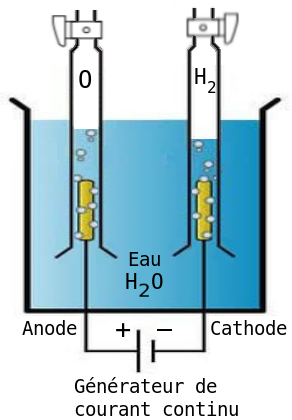 O
H₂
Eau
H₂O
Anode
+
−
Cathode
Générateur de
courant continu